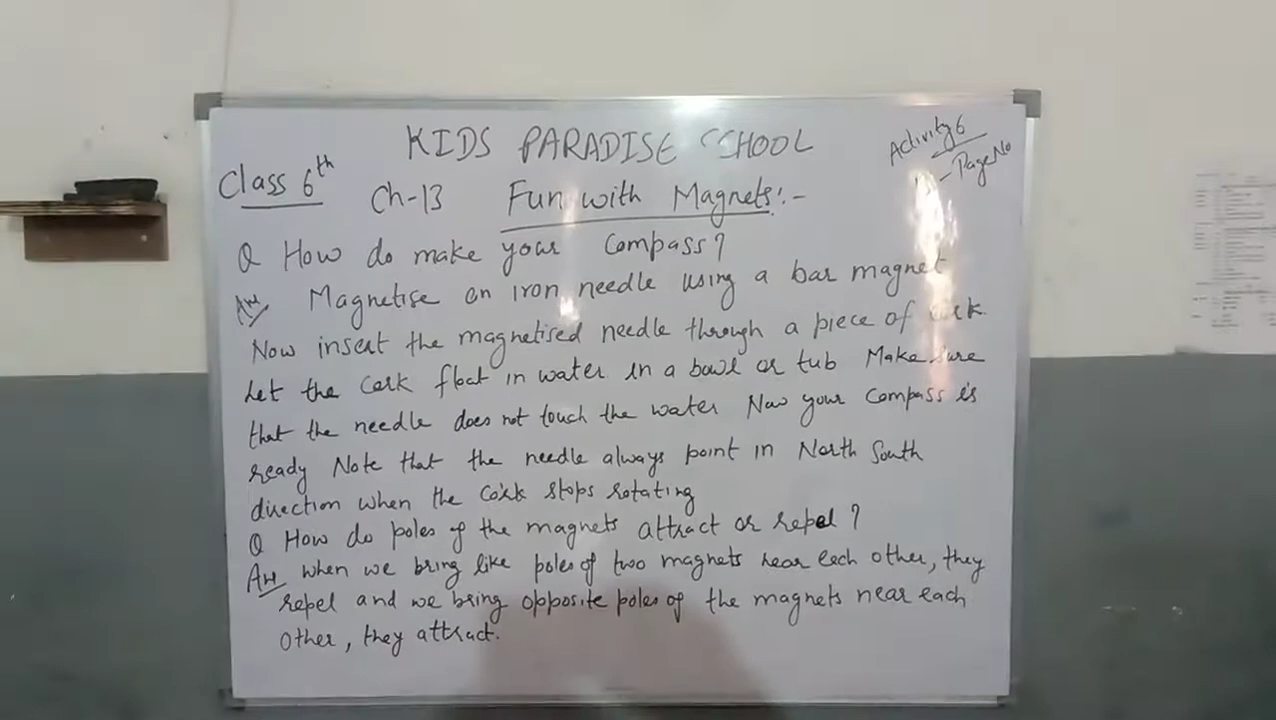 KIDS PARADISE SCHOOL
Activity 6
Page No
Class 6th
Ch-13 Fun with Magnets:-
Q How do make your Compass?
Ans Magnetise an iron needle using a bar magnet
Now insert the magnetised needle through a piece of cork
Let the cork float in water in a bowl or tub Make sure
that the needle does not touch the water Now your Compass is
ready Note that the needle always point in North South
direction when the cork stops rotating
Q How do poles of the magnets attract or repel?
Ans when we bring like poles of two magnets near each other, they
repel and we bring opposite poles of the magnets near each
other, they attract.